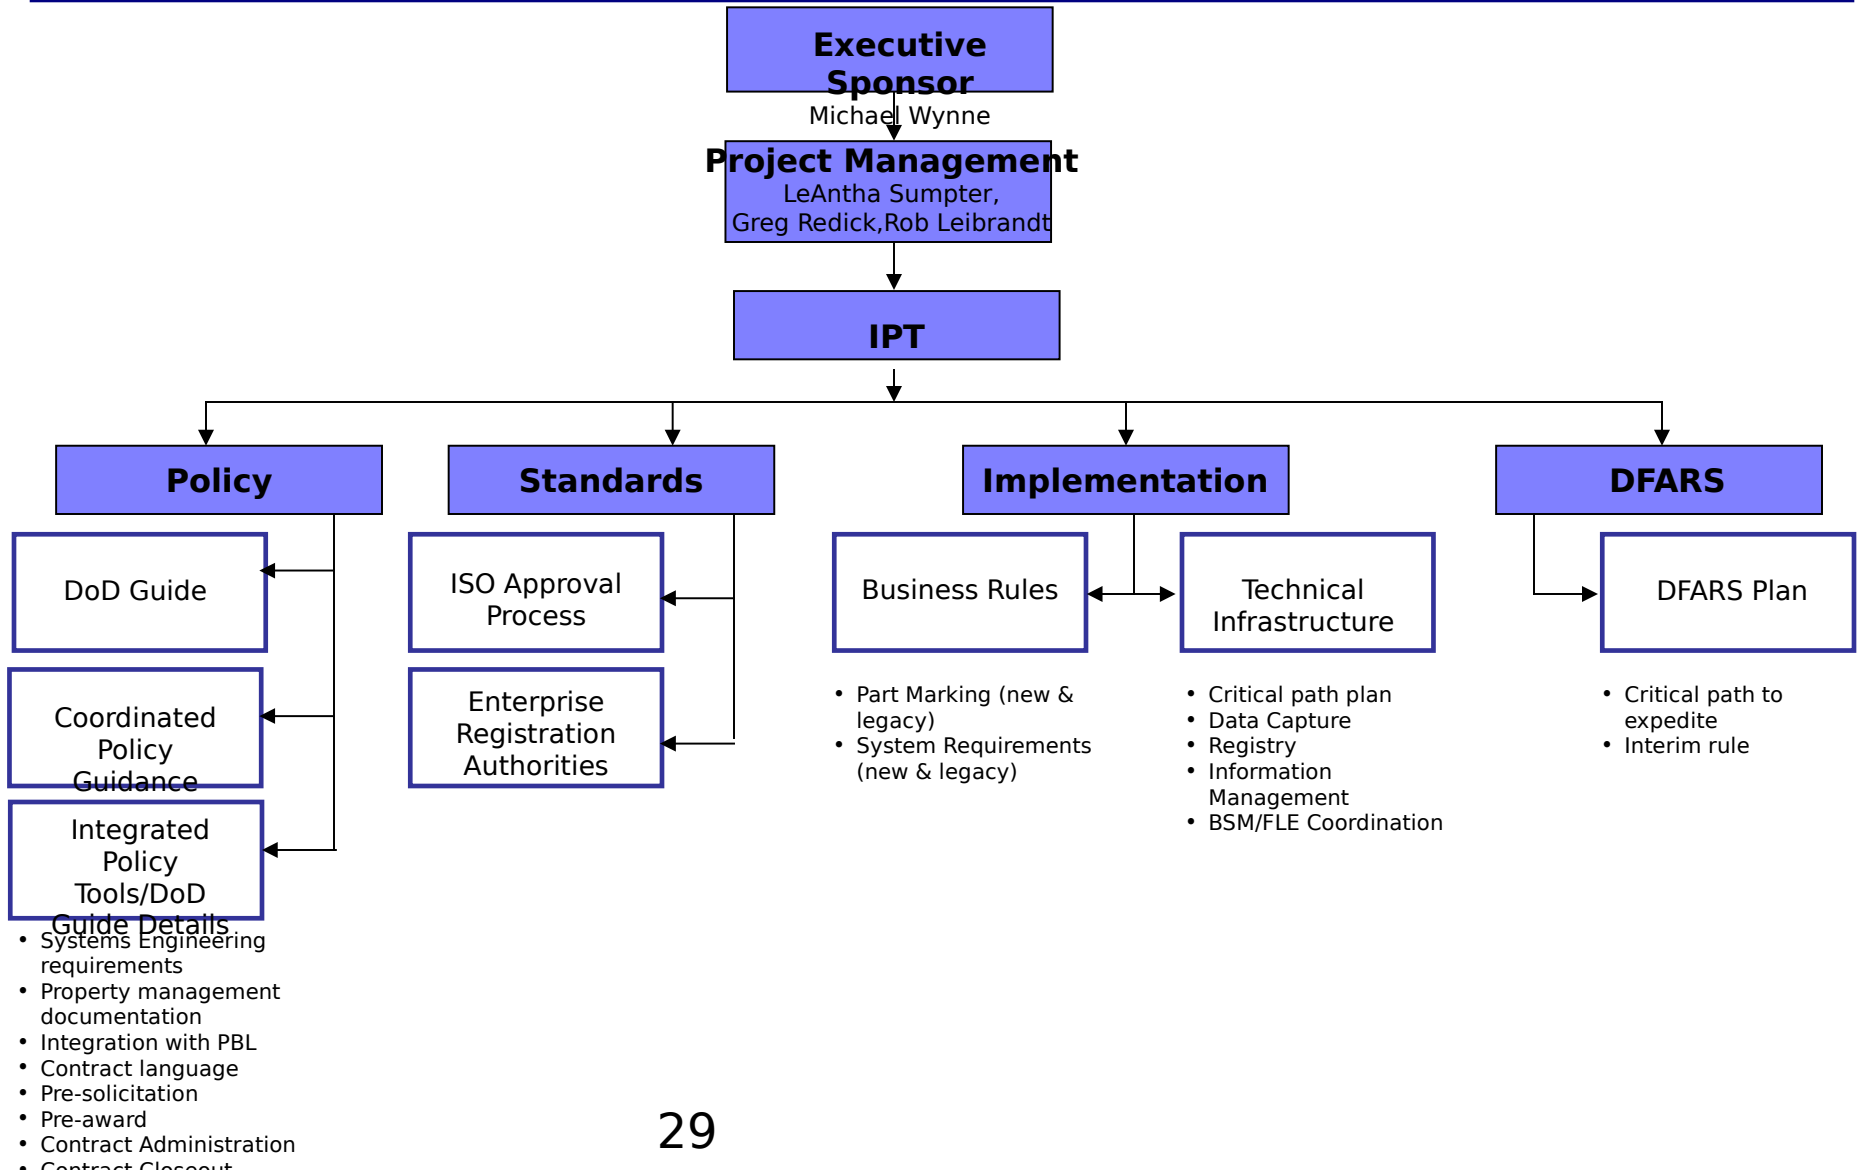 Executive
Sponsor
Michael Wynne
Project Management
LeAntha Sumpter,
Greg Redick,Rob Leibrandt
IPT
Policy
Standards
Implementation
DFARS
DoD Guide
Coordinated
Policy
Guidance
Integrated
Policy
Tools/DoD
Guide Details
• Systems Engineering
requirements
• Property management
documentation
• Integration with PBL
• Contract language
• Pre-solicitation
• Pre-award
• Contract Administration
• Contract Closeout
ISO Approval
Process
Enterprise
Registration
Authorities
Business Rules
• Part Marking (new &
legacy)
• System Requirements
(new & legacy)
Technical
Infrastructure
• Critical path plan
• Data Capture
• Registry
• Information
Management
• BSM/FLE Coordination
DFARS Plan
• Critical path to
expedite
• Interim rule
29